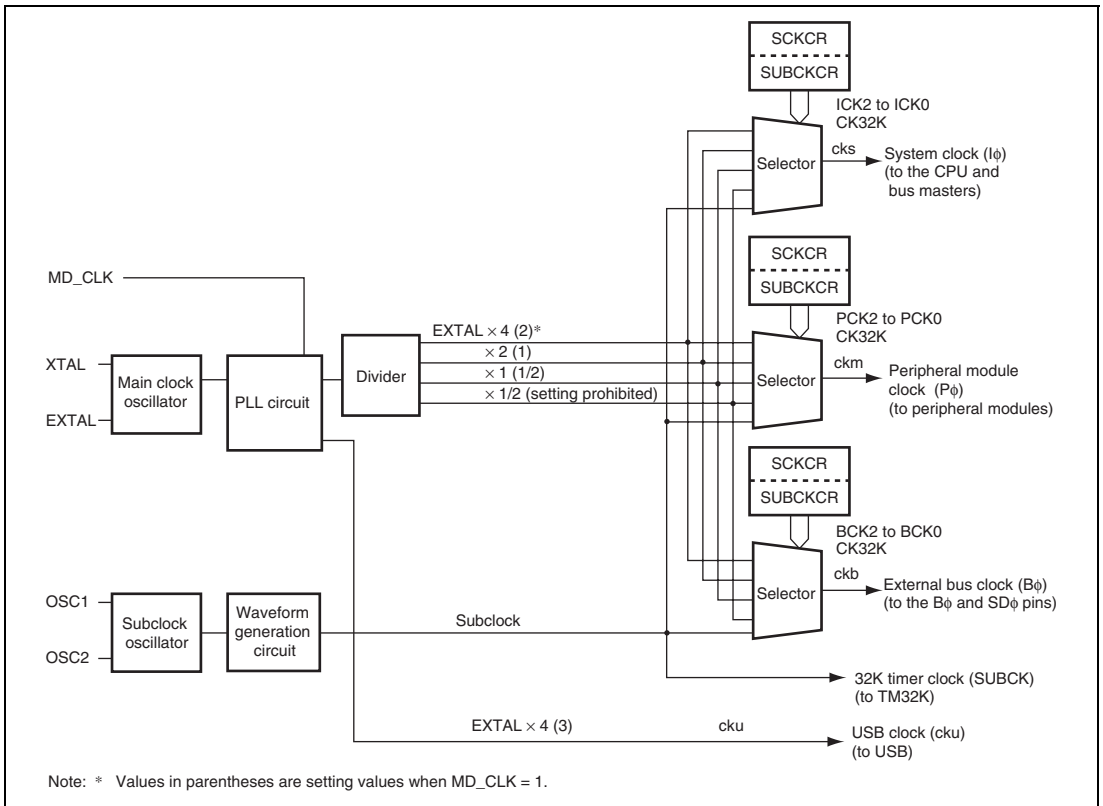 SCKCR
SUBCKCR
ICK2 to ICK0
CK32K
Selector
cks
System clock (Iϕ)
(to the CPU and
bus masters)
SCKCR
SUBCKCR
MD_CLK
PCK2 to PCK0
CK32K
EXTAL × 4 (2)*
× 2 (1)
× 1 (1/2)
× 1/2 (setting prohibited)
XTAL
EXTAL
Main clock
oscillator
PLL circuit
Divider
Selector
ckm
Peripheral module
clock (Pϕ)
(to peripheral modules)
SCKCR
SUBCKCR
BCK2 to BCK0
CK32K
Selector
ckb
External bus clock (Bϕ)
(to the Bϕ and SDϕ pins)
OSC1
OSC2
Subclock
oscillator
Waveform
generation
circuit
Subclock
32K timer clock (SUBCK)
(to TM32K)
EXTAL × 4 (3)
cku
USB clock (cku)
(to USB)
Note: * Values in parentheses are setting values when MD_CLK = 1.